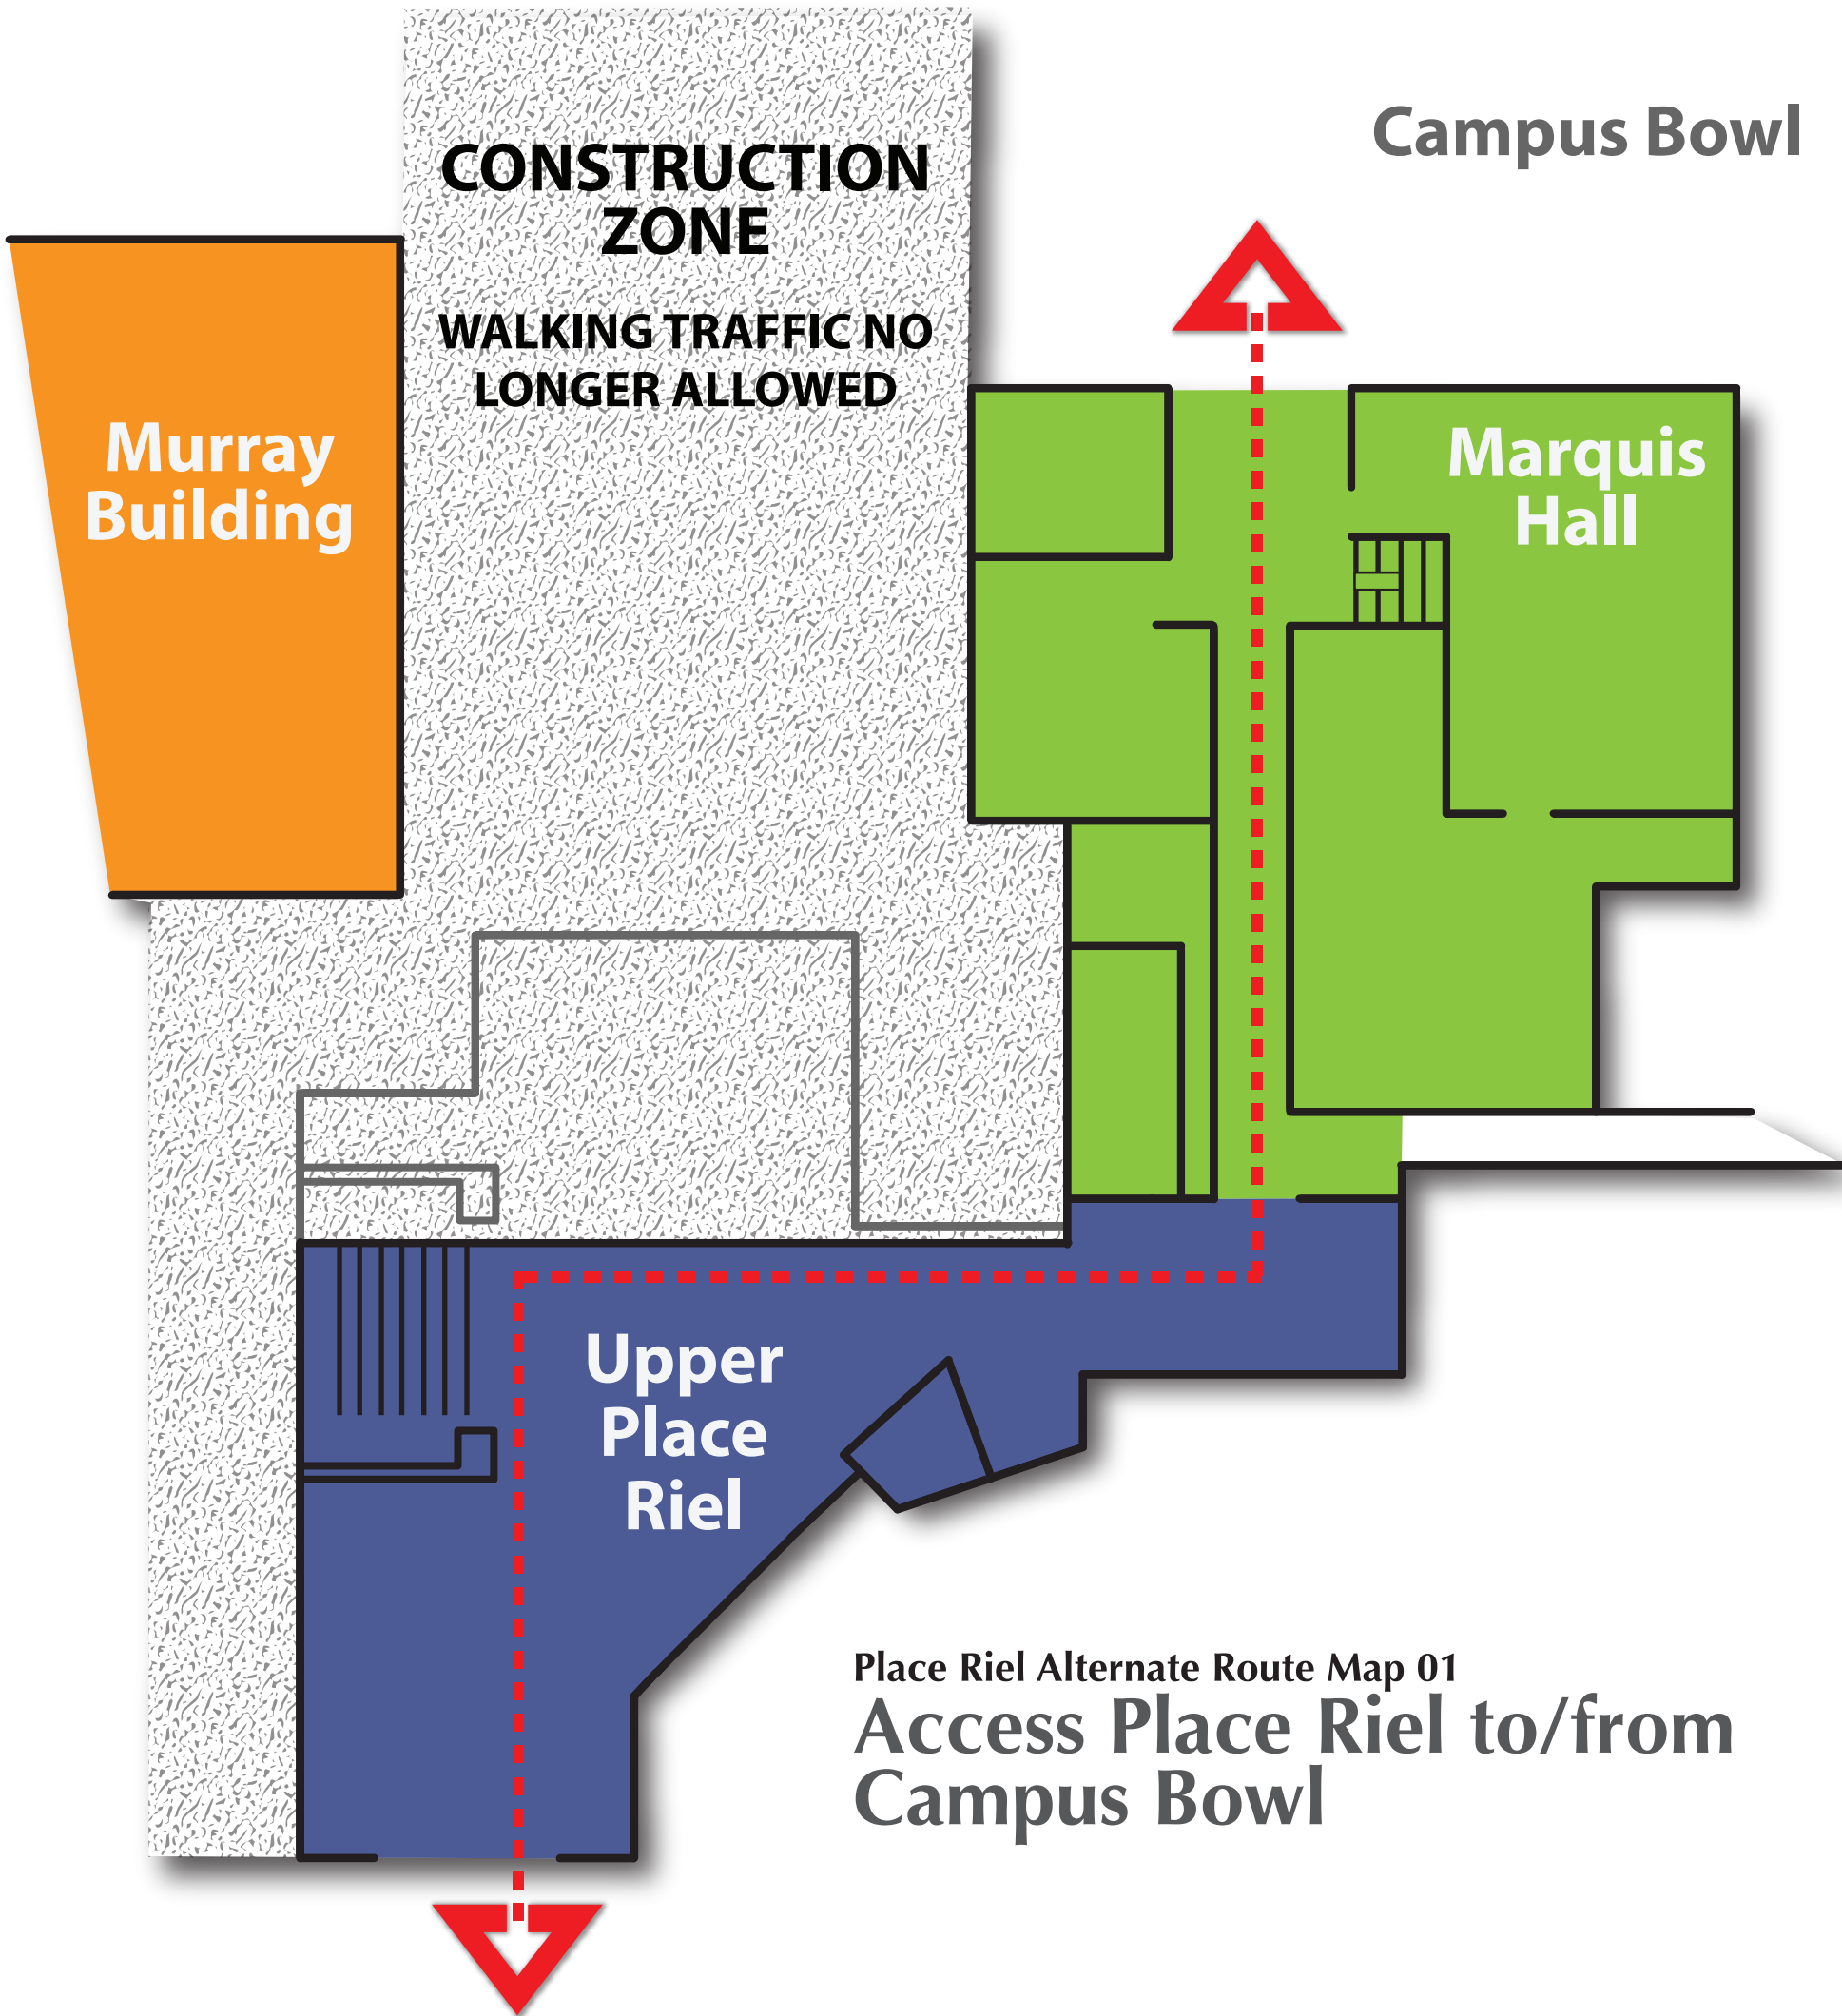 Campus Bowl
CONSTRUCTION
ZONE
WALKING TRAFFIC NO
LONGER ALLOWED
Murray
Building
Marquis
Hall
Upper
Place
Riel
Place Riel Alternate Route Map 01
Access Place Riel to/from
Campus Bowl